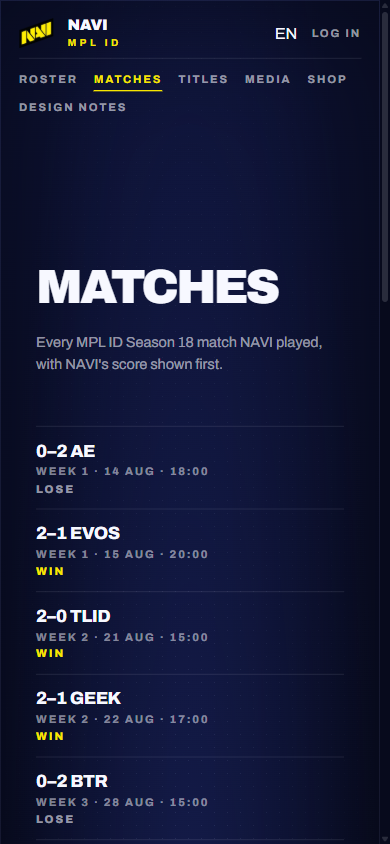 NAVI
MPL ID
EN LOG IN
ROSTER MATCHES TITLES MEDIA SHOP
DESIGN NOTES
MATCHES
Every MPL ID Season 18 match NAVI played,
with NAVI's score shown first.
0–2 AE
WEEK 1 · 14 AUG · 18:00
LOSE
2–1 EVOS
WEEK 1 · 15 AUG · 20:00
WIN
2–0 TLID
WEEK 2 · 21 AUG · 15:00
WIN
2–1 GEEK
WEEK 2 · 22 AUG · 17:00
WIN
0–2 BTR
WEEK 3 · 28 AUG · 15:00
LOSE